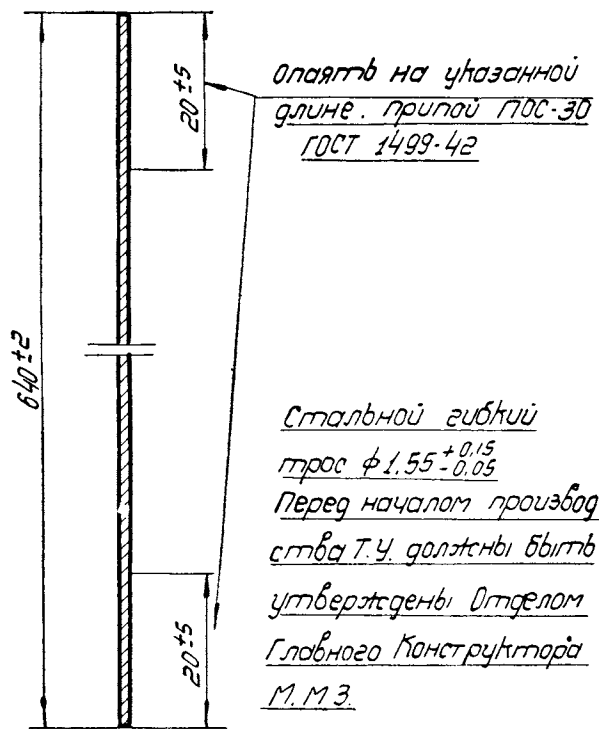 20±5
опаять на указанной
длине. припой ПОС-30
ГОСТ 1499-42
640±2
Стальной гибкий
трос ϕ1,55 +0,15 -0,05
Перед началом производ
ства Т.У. должны быть
утверждены Отделом
Главного Конструктора
М.М.З.
20±5